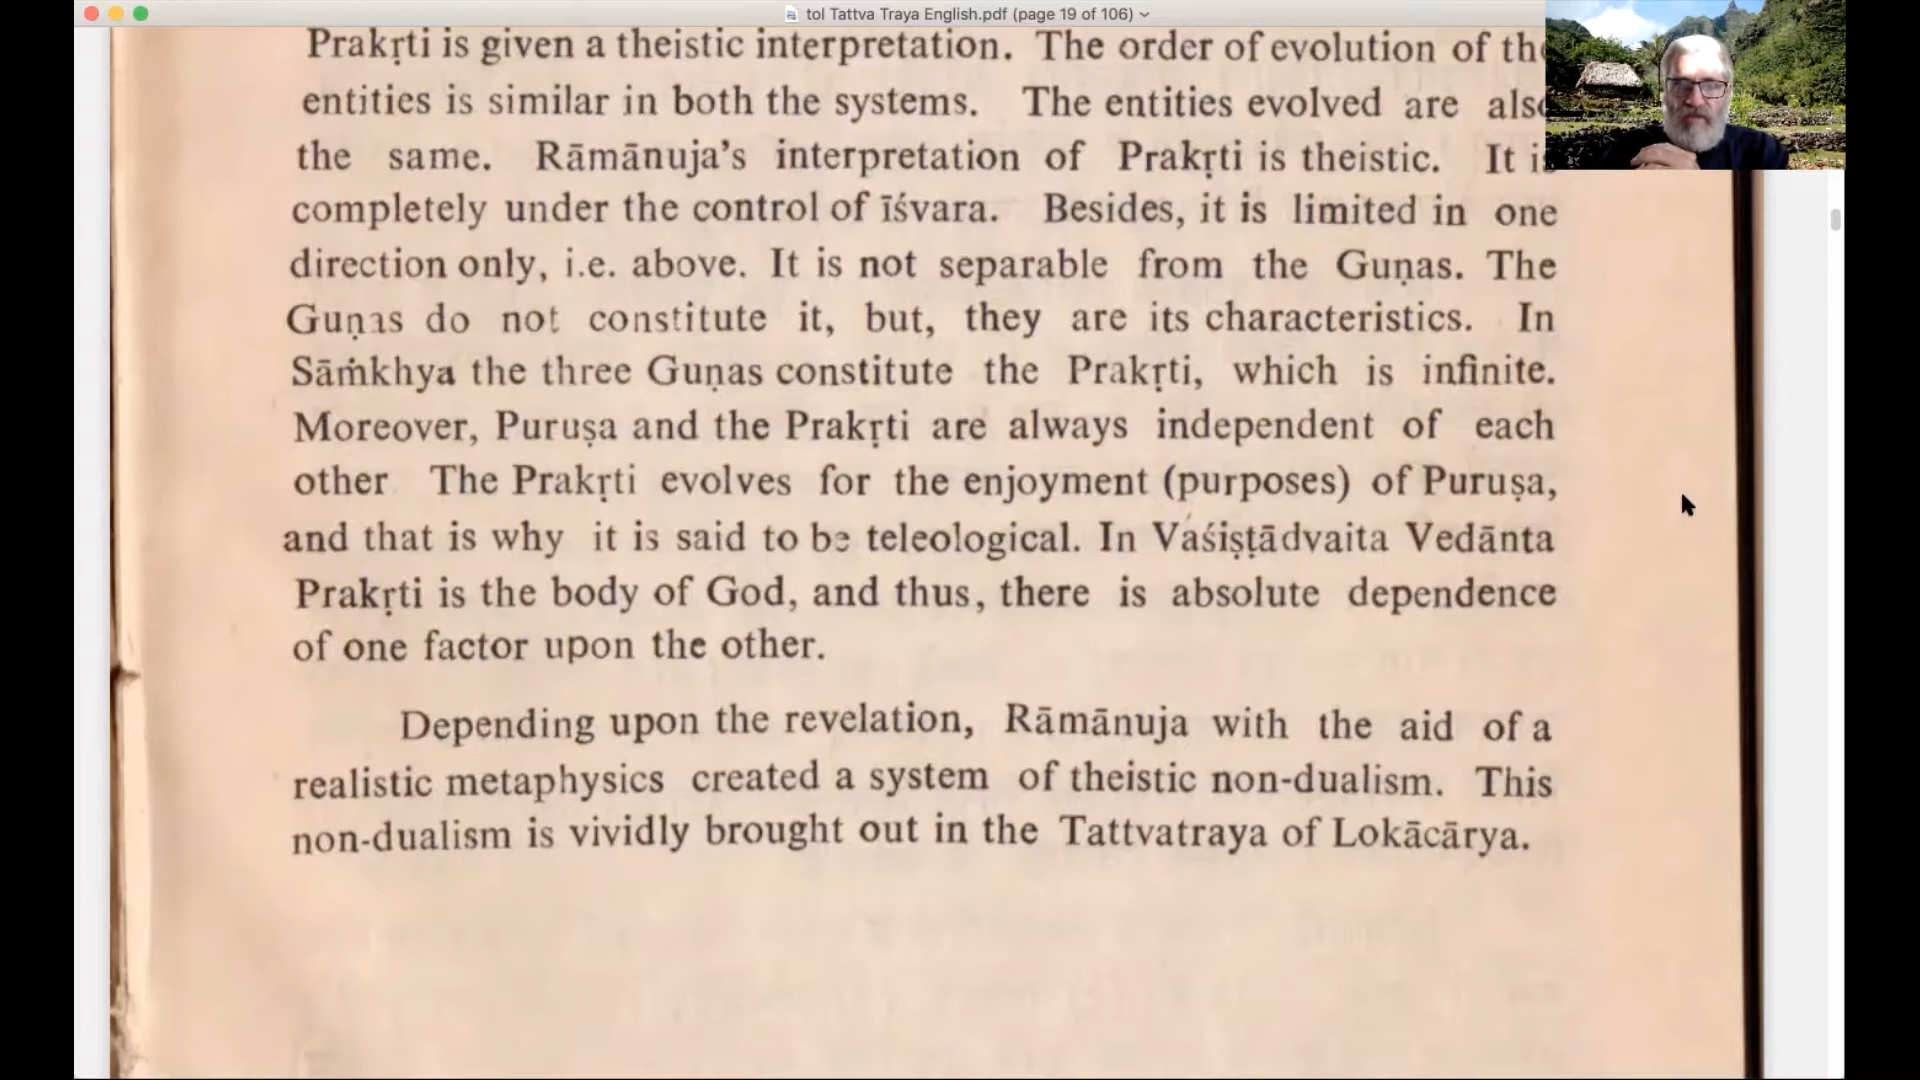 tol Tattva Traya English.pdf (page 19 of 106)
Prakṛti is given a theistic interpretation. The order of evolution of
entities is similar in both the systems. The entities evolved are
the same. Rāmānuja's interpretation of Prakṛti is theistic. It
completely under the control of īśvara. Besides, it is limited in one
direction only, i.e. above. It is not separable from the Guṇas. The
Guṇas do not constitute it, but, they are its characteristics. In
Sāṁkhya the three Guṇas constitute the Prakṛti, which is infinite.
Moreover, Puruṣa and the Prakṛti are always independent of each
other The Prakṛti evolves for the enjoyment (purposes) of Puruṣa,
and that is why it is said to be teleological. In Vaśiṣṭādvaita Vedānta
Prakṛti is the body of God, and thus, there is absolute dependence
of one factor upon the other.
Depending upon the revelation, Rāmānuja with the aid of a
realistic metaphysics created a system of theistic non-dualism. This
non-dualism is vividly brought out in the Tattvatraya of Lokācārya.